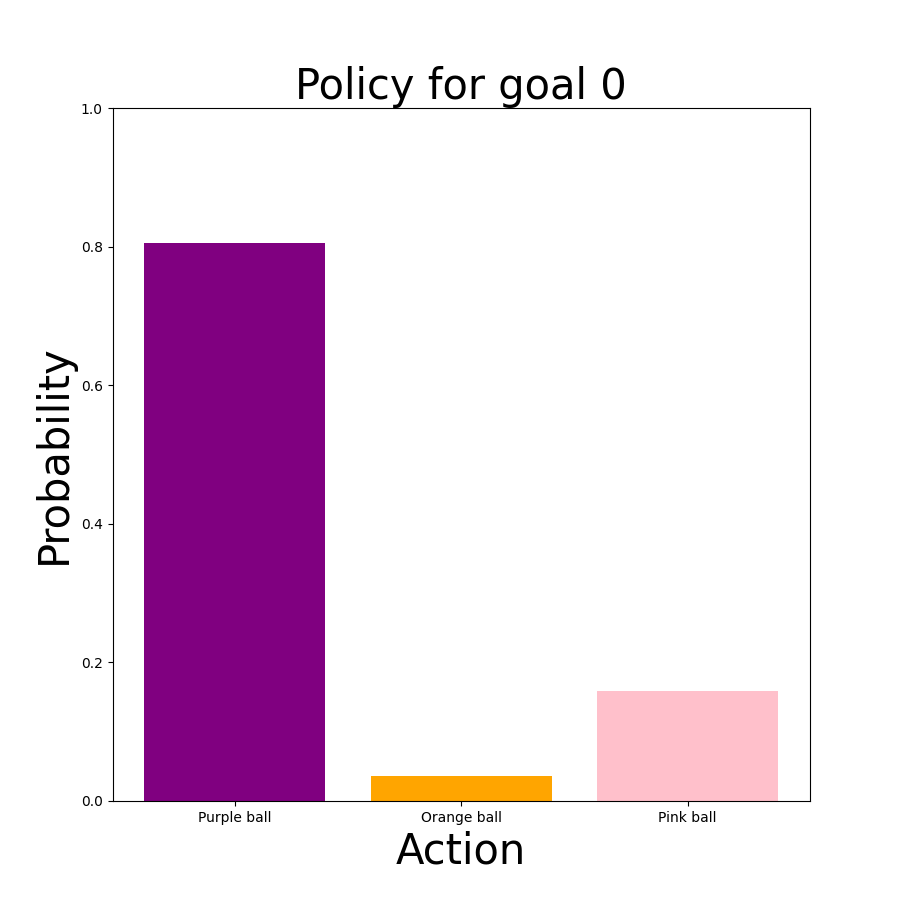 Policy for goal 0
1.0
0.8
0.6
0.4
0.2
0.0
Probability
Purple ball
Orange ball
Pink ball
Action